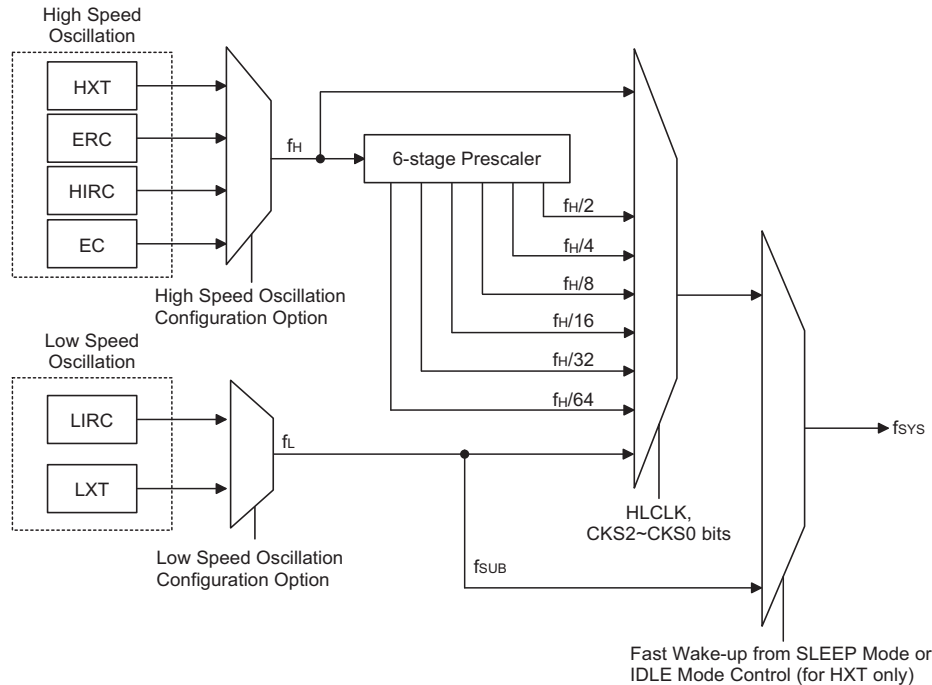 High Speed
Oscillation
HXT
ERC
HIRC
EC
fH
6-stage Prescaler
fH/2
fH/4
fH/8
fH/16
fH/32
fH/64
High Speed Oscillation
Configuration Option
Low Speed
Oscillation
LIRC
LXT
fL
Low Speed Oscillation
Configuration Option
fSUB
HLCLK,
CKS2~CKS0 bits
fSYS
Fast Wake-up from SLEEP Mode or
IDLE Mode Control (for HXT only)